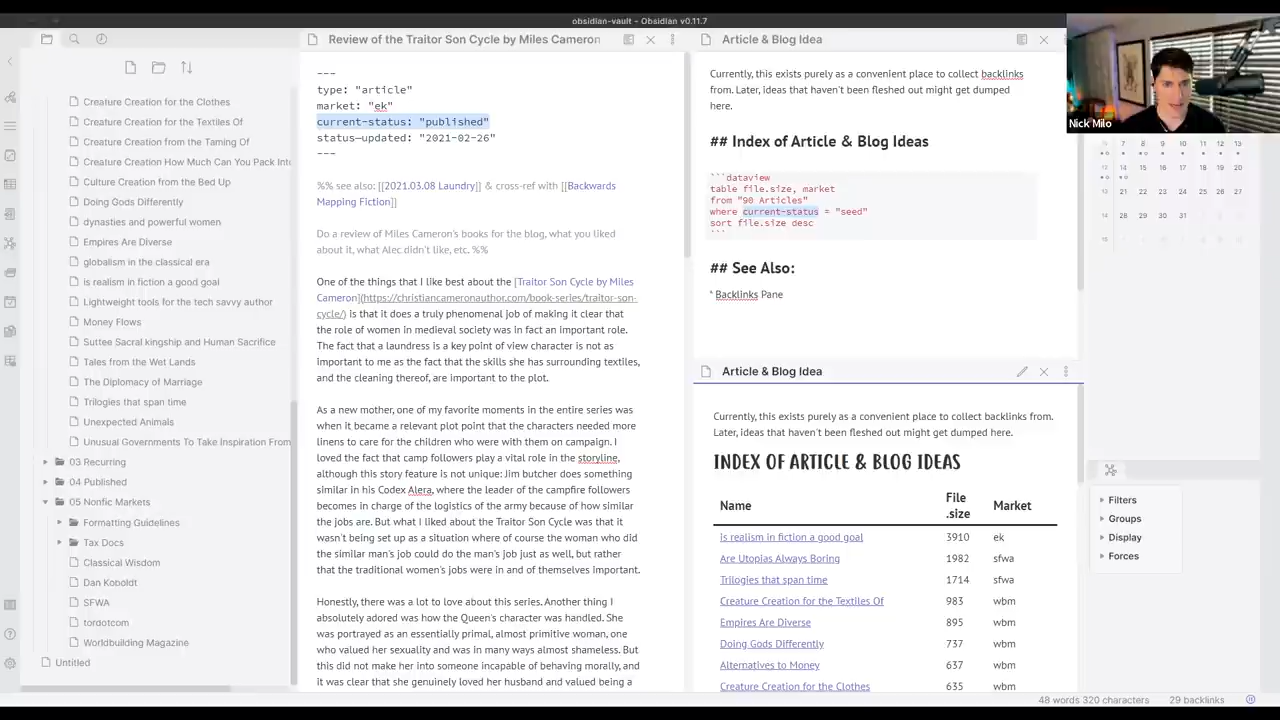 obsidian-vault - Obsidian v0.11.7
Creature Creation for the Clothes
Creature Creation for the Textiles Of
Creature Creation from the Taming Of
Creature Creation How Much Can You Pack Into
Culture Creation from the Bed Up
Doing Gods Differently
dynasties and powerful women
Empires Are Diverse
globalism in the classical era
is realism in fiction a good goal
Lightweight tools for the tech savvy author
Money Flows
Suttee Sacral kingship and Human Sacrifice
Tales from the Wet Lands
The Diplomacy of Marriage
Trilogies that span time
Unexpected Animals
Unusual Governments To Take Inspiration From
03 Recurring
04 Published
05 Nonfic Markets
Formatting Guidelines
Tax Docs
Classical Wisdom
Dan Koboldt
SFWA
tordotcom
Worldbuilding Magazine
Untitled
Review of the Traitor Son Cycle by Miles Cameron
---
type: "article"
market: "ek"
current-status: "published"
status-updated: "2021-02-26"
---
%% see also: [[2021.03.08 Laundry]] & cross-ref with [[Backwards
Mapping Fiction]]
Do a review of Miles Cameron's books for the blog, what you liked
about it, what Alec didn't like, etc. %%
One of the things that I like best about the [Traitor Son Cycle by Miles
Cameron](https://christiancameronauthor.com/book-series/traitor-son-
cycle/) is that it does a truly phenomenal job of making it clear that
the role of women in medieval society was in fact an important role.
The fact that a laundress is a key point of view character is not as
important to me as the fact that the skills she has surrounding textiles,
and the cleaning thereof, are important to the plot.
As a new mother, one of my favorite moments in the entire series was
when it became a relevant plot point that the characters needed more
linens to care for the children who were with them on campaign. I
loved the fact that camp followers play a vital role in the storyline,
although this story feature is not unique: Jim butcher does something
similar in his Codex Alera, where the leader of the campfire followers
becomes in charge of the logistics of the army because of how similar
the jobs are. But what I liked about the Traitor Son Cycle was that it
wasn't being set up as a situation where of course the woman who did
the similar man's job could do the man's job just as well, but rather
that the traditional women's jobs were in and of themselves important.
Honestly, there was a lot to love about this series. Another thing I
absolutely adored was how the Queen's character was handled. She
was portrayed as an essentially primal, almost primitive woman, one
who valued her sexuality and was in many ways almost shameless. But
this did not make her into someone incapable of behaving morally, and
it was clear that she genuinely loved her husband and valued being a
Article & Blog Idea
Currently, this exists purely as a convenient place to collect backlinks
from. Later, ideas that haven't been fleshed out might get dumped
here.
## Index of Article & Blog Ideas
```dataview
table file.size, market
from "90 Articles"
where current-status = "seed"
sort file.size desc
```
## See Also:
* Backlinks Pane
Article & Blog Idea
Currently, this exists purely as a convenient place to collect backlinks from.
Later, ideas that haven't been fleshed out might get dumped here.
INDEX OF ARTICLE & BLOG IDEAS
Name File .size Market
is realism in fiction a good goal 3910 ek
Are Utopias Always Boring 1982 sfwa
Trilogies that span time 1714 sfwa
Creature Creation for the Textiles Of 983 wbm
Empires Are Diverse 895 wbm
Doing Gods Differently 737 wbm
Alternatives to Money 637 wbm
Creature Creation for the Clothes 635 wbm
Nick Milo
7 8 9 10 11 12 13
14 15 16 17 18 19 20
21 22 23 24 25 26 27
14 28 29 30 31
Filters
Groups
Display
Forces
48 words 320 characters 29 backlinks